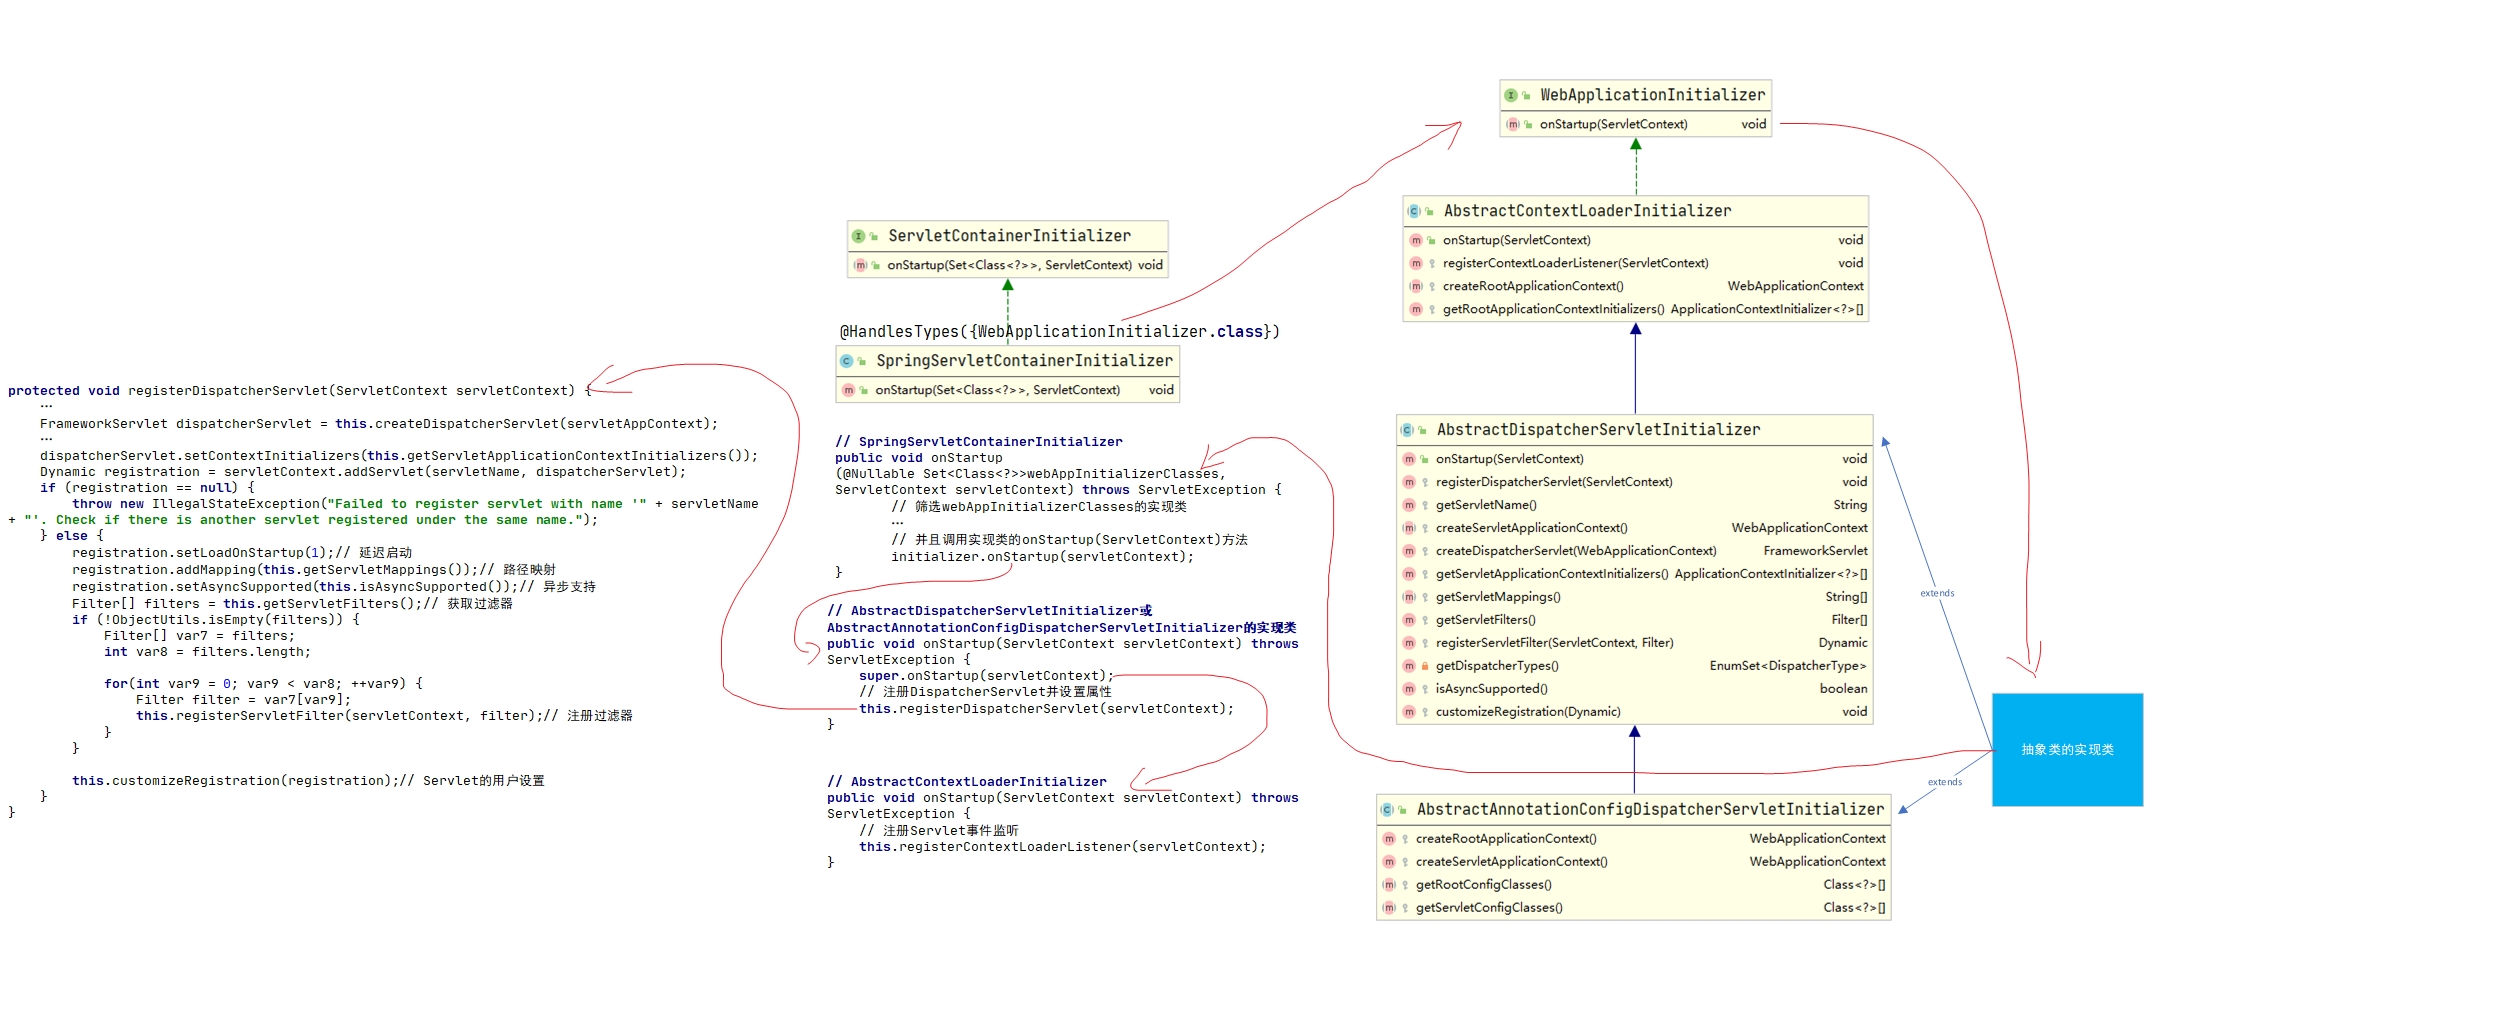 protected void registerDispatcherServlet(ServletContext servletContext) {
...
FrameworkServlet dispatcherServlet = this.createDispatcherServlet(servletAppContext);
...
dispatcherServlet.setContextInitializers(this.getServletApplicationContextInitializers());
Dynamic registration = servletContext.addServlet(servletName, dispatcherServlet);
if (registration == null) {
throw new IllegalStateException("Failed to register servlet with name '" + servletName
+ "'. Check if there is another servlet registered under the same name.");
} else {
registration.setLoadOnStartup(1);// 延迟启动
registration.addMapping(this.getServletMappings());// 路径映射
registration.setAsyncSupported(this.isAsyncSupported());// 异步支持
Filter[] filters = this.getServletFilters();// 获取过滤器
if (!ObjectUtils.isEmpty(filters)) {
Filter[] var7 = filters;
int var8 = filters.length;
for(int var9 = 0; var9 < var8; ++var9) {
Filter filter = var7[var9];
this.registerServletFilter(servletContext, filter);// 注册过滤器
}
}
this.customizeRegistration(registration);// Servlet的用户设置
}
}
ServletContainerInitializer
onStartup(Set<Class<?>>, ServletContext) void
@HandlesTypes({WebApplicationInitializer.class})
SpringServletContainerInitializer
onStartup(Set<Class<?>>, ServletContext) void
// SpringServletContainerInitializer
public void onStartup
(@Nullable Set<Class<?>>webAppInitializerClasses,
ServletContext servletContext) throws ServletException {
// 筛选webAppInitializerClasses的实现类
...
// 并且调用实现类的onStartup(ServletContext)方法
initializer.onStartup(servletContext);
}
// AbstractDispatcherServletInitializer或
AbstractAnnotationConfigDispatcherServletInitializer的实现类
public void onStartup(ServletContext servletContext) throws
ServletException {
super.onStartup(servletContext);
// 注册DispatcherServlet并设置属性
this.registerDispatcherServlet(servletContext);
}
// AbstractContextLoaderInitializer
public void onStartup(ServletContext servletContext) throws
ServletException {
// 注册Servlet事件监听
this.registerContextLoaderListener(servletContext);
}
WebApplicationInitializer
onStartup(ServletContext) void
AbstractContextLoaderInitializer
onStartup(ServletContext) void
registerContextLoaderListener(ServletContext) void
createRootApplicationContext() WebApplicationContext
getRootApplicationContextInitializers() ApplicationContextInitializer<?>[]
AbstractDispatcherServletInitializer
onStartup(ServletContext) void
registerDispatcherServlet(ServletContext) void
getServletName() String
createServletApplicationContext() WebApplicationContext
createDispatcherServlet(WebApplicationContext) FrameworkServlet
getServletApplicationContextInitializers() ApplicationContextInitializer<?>[]
getServletMappings() String[]
getServletFilters() Filter[]
registerServletFilter(ServletContext, Filter) Dynamic
getDispatcherTypes() EnumSet<DispatcherType>
isAsyncSupported() boolean
customizeRegistration(Dynamic) void
AbstractAnnotationConfigDispatcherServletInitializer
createRootApplicationContext() WebApplicationContext
createServletApplicationContext() WebApplicationContext
getRootConfigClasses() Class<?>[]
getServletConfigClasses() Class<?>[]
extends
extends
抽象类的实现类